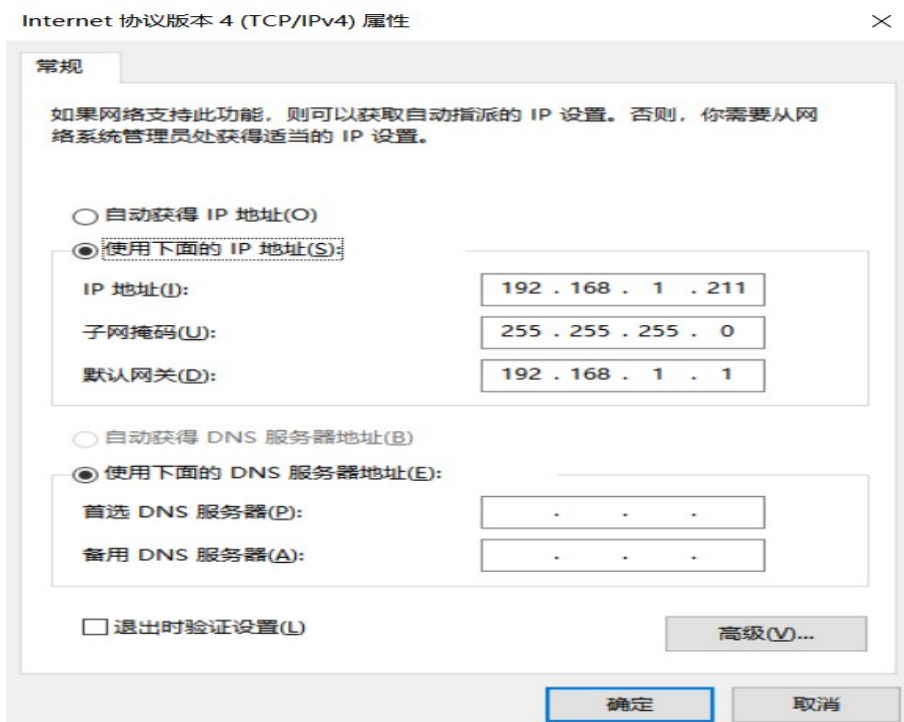 Internet 协议版本 4 (TCP/IPv4) 属性
常规
如果网络支持此功能，则可以获取自动指派的 IP 设置。否则，你需要从网
络系统管理员处获得适当的 IP 设置。
自动获得 IP 地址(O)
使用下面的 IP 地址(S):
IP 地址(I): 192 . 168 . 1 . 211
子网掩码(U): 255 . 255 . 255 . 0
默认网关(D): 192 . 168 . 1 . 1
自动获得 DNS 服务器地址(B)
使用下面的 DNS 服务器地址(E):
首选 DNS 服务器(P): . . .
备用 DNS 服务器(A): . . .
退出时验证设置(L)
高级(V)...
确定 取消